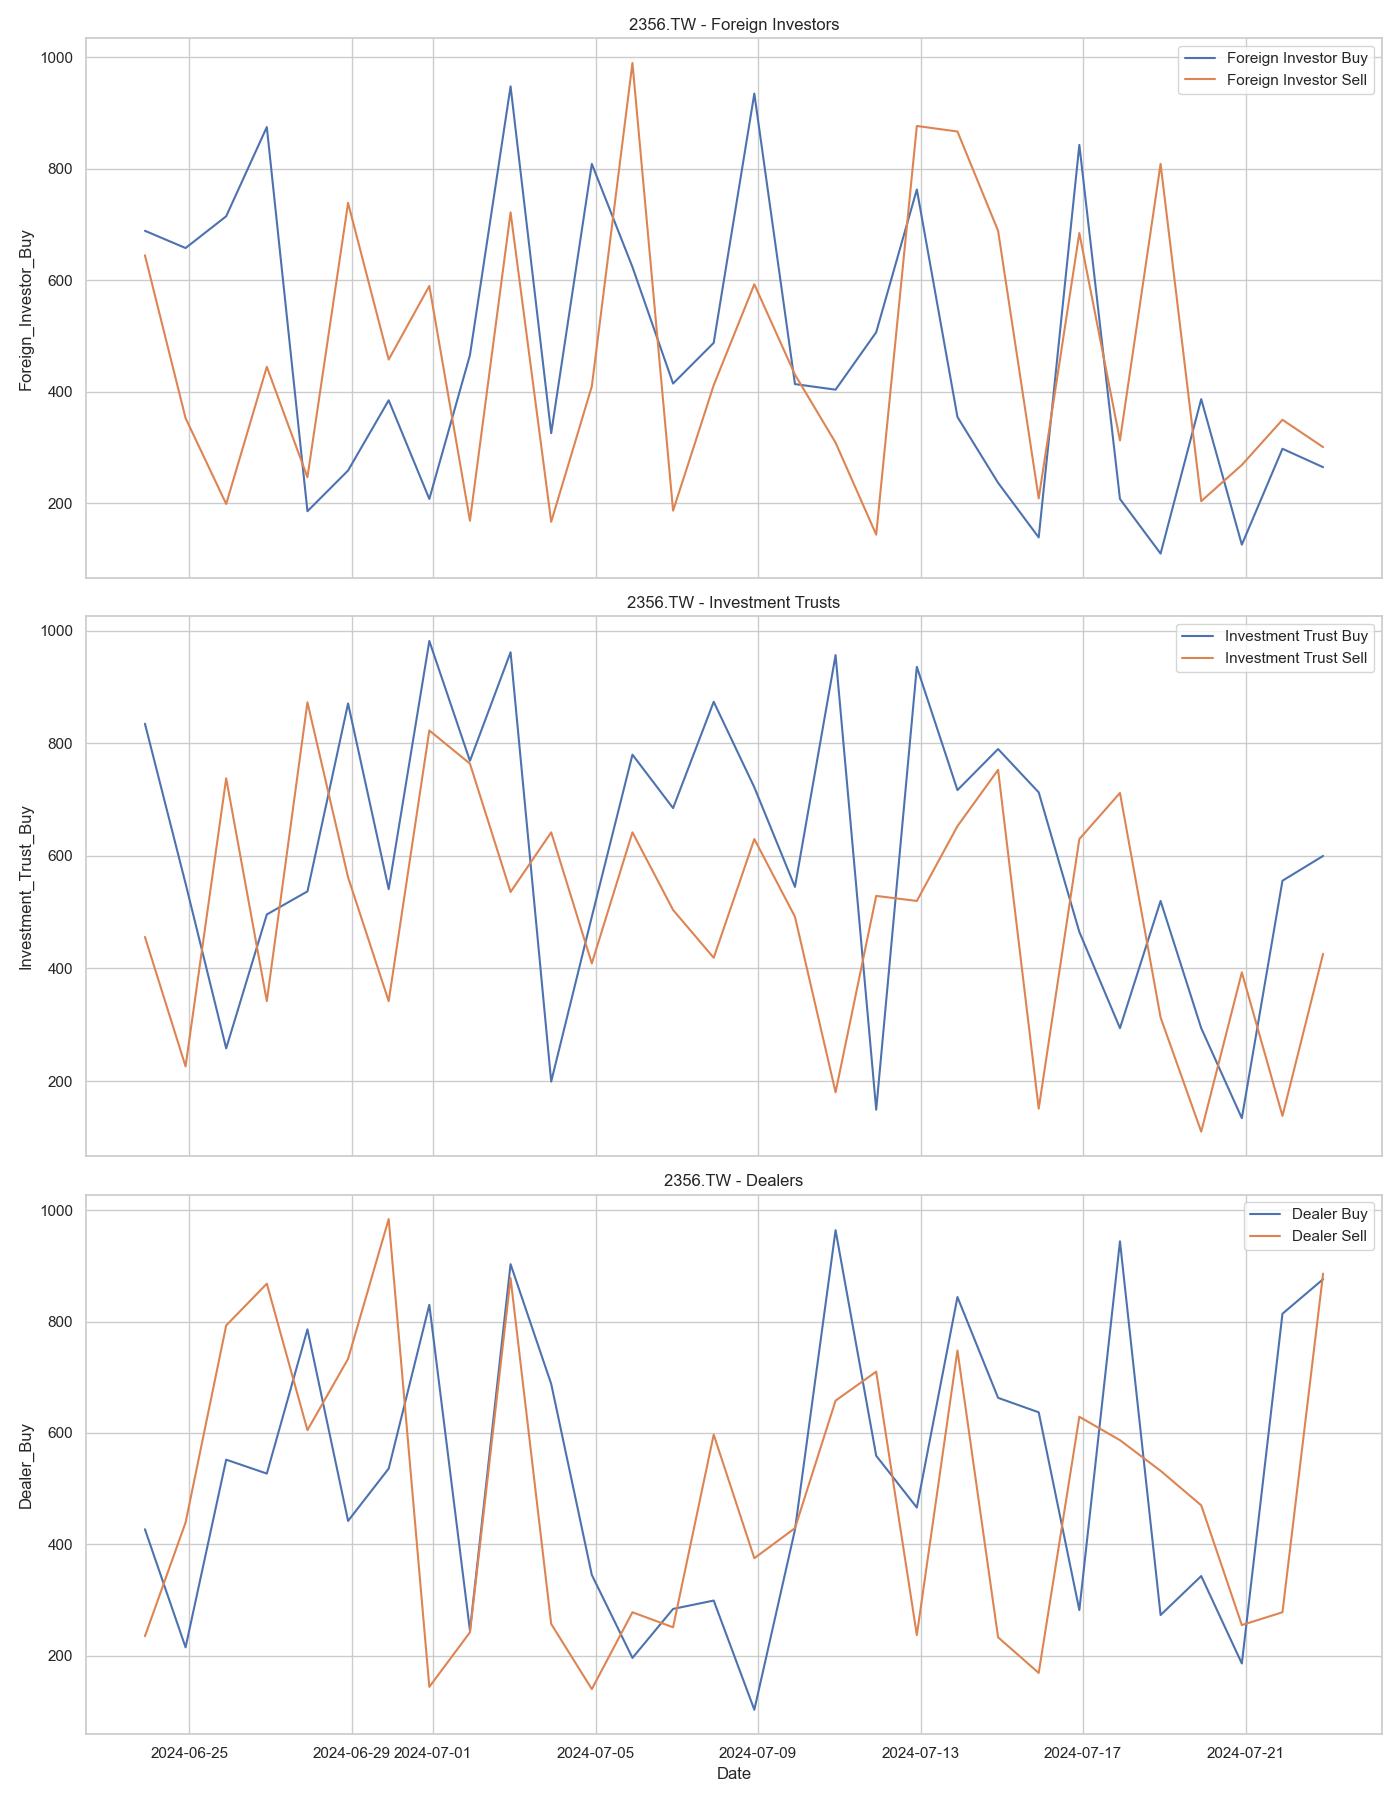 2356.TW - Foreign Investors
Foreign_Investor_Buy
1000
800
600
400
200
Foreign Investor Buy
Foreign Investor Sell
2356.TW - Investment Trusts
Investment_Trust_Buy
1000
800
600
400
200
Investment Trust Buy
Investment Trust Sell
2356.TW - Dealers
Dealer_Buy
1000
800
600
400
200
Dealer Buy
Dealer Sell
2024-06-25 2024-06-29 2024-07-01 2024-07-05 2024-07-09 2024-07-13 2024-07-17 2024-07-21
Date